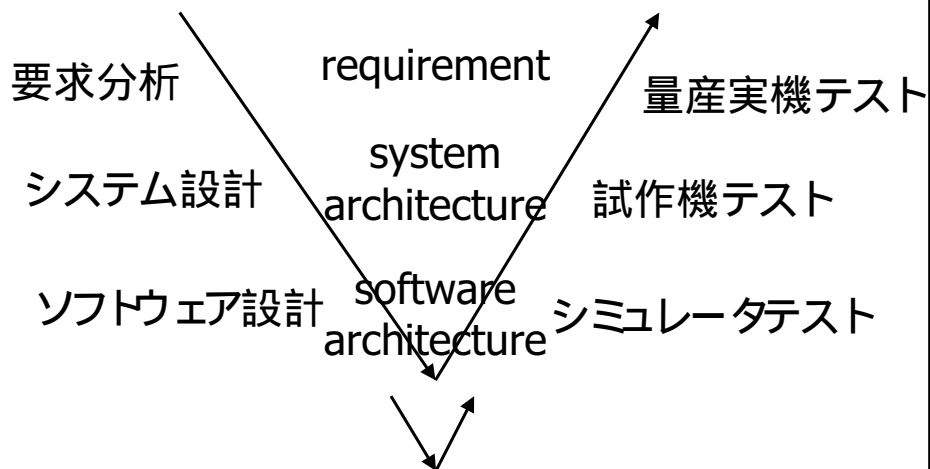 要求分析
requirement
量産実機テスト
システム設計
system
architecture
試作機テスト
ソフトウェア設計
software
architecture
シミュレータテスト